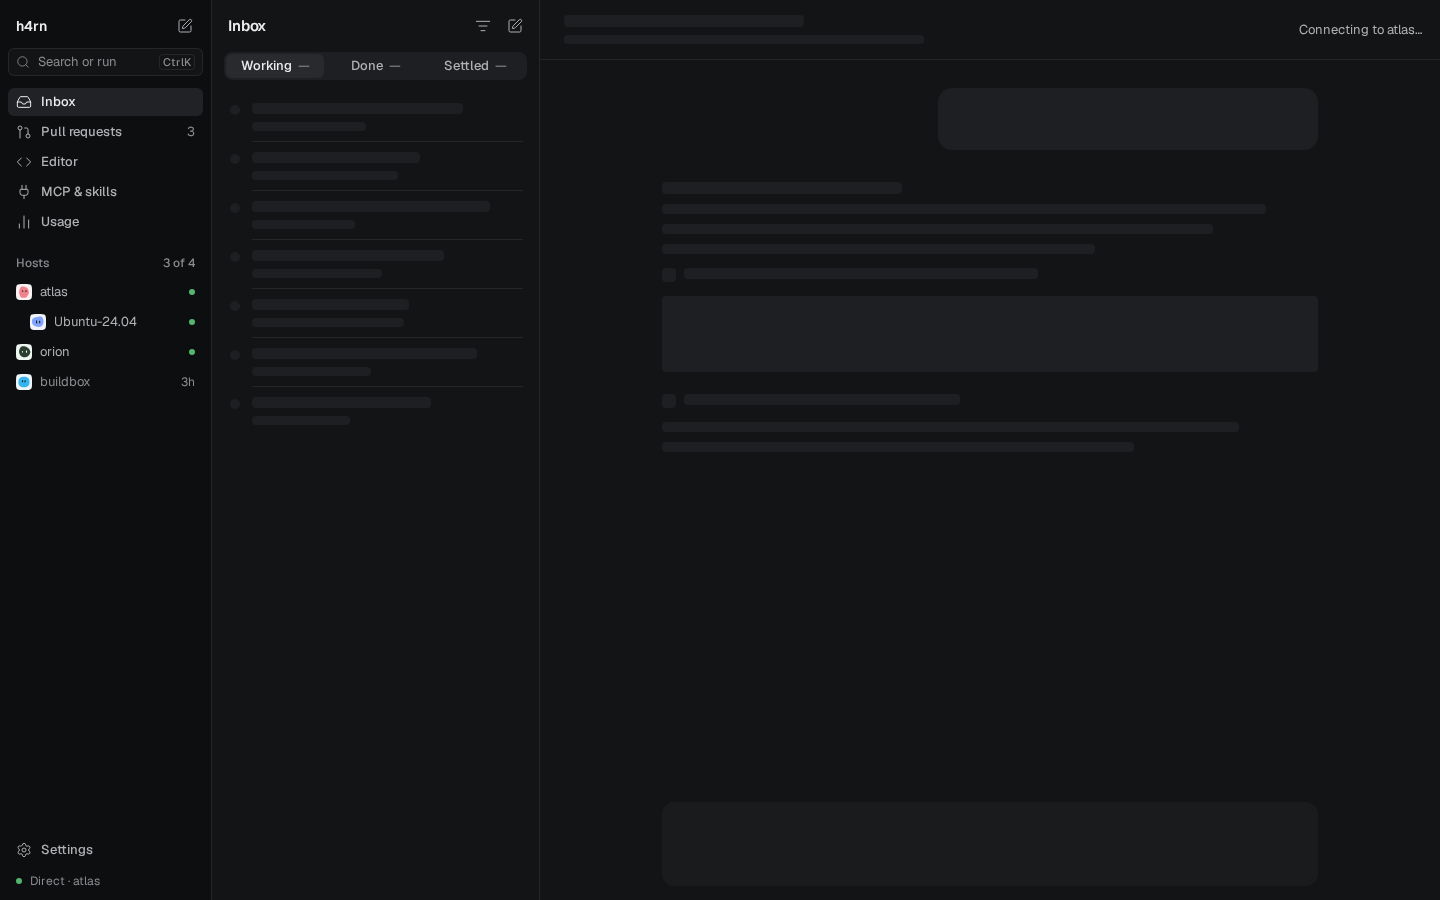 h4rn
Search or run CtrlK
Inbox
Pull requests 3
Editor
MCP & skills
Usage
Hosts 3 of 4
atlas
Ubuntu-24.04
orion
buildbox 3h
Settings
Direct · atlas
Inbox
Working — Done — Settled —
Connecting to atlas…